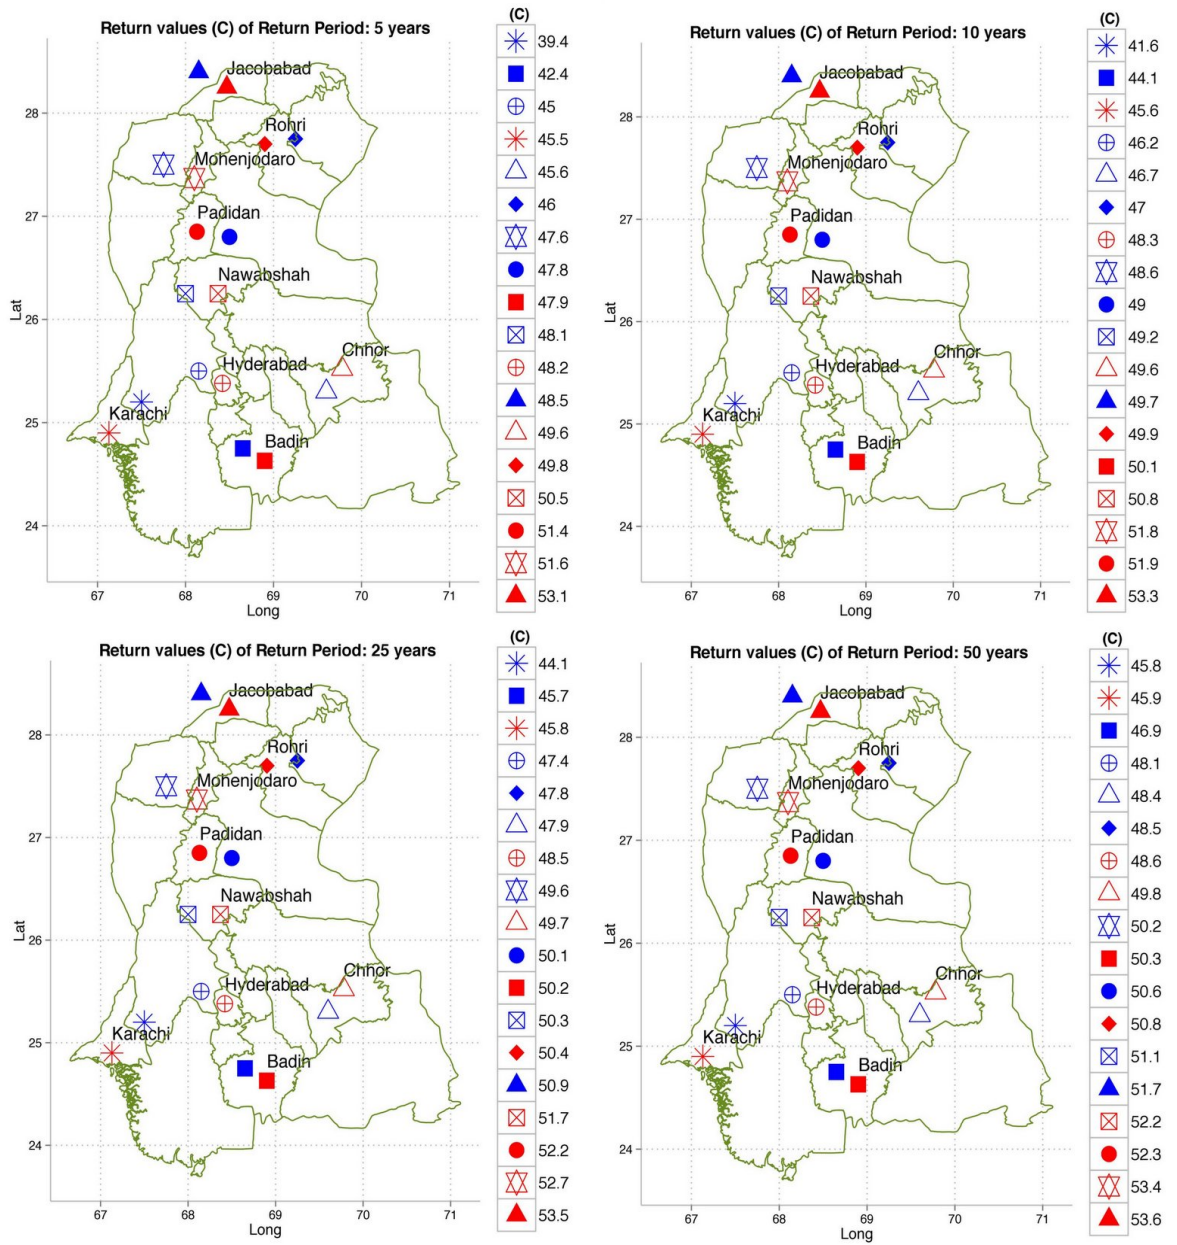 Return values (C) of Return Period: 5 years
(C)
39.4
42.4
45
45.5
45.6
46
47.6
47.8
47.9
48.1
48.2
48.5
49.6
49.8
50.5
51.4
51.6
53.1
Jacobabad
Rohri
Mohenjodaro
Padidan
Nawabshah
Hyderabad
Chhor
Karachi
Badin
28
27
26
25
24
Lat
67 68 69 70 71
Long
Return values (C) of Return Period: 10 years
(C)
41.6
44.1
45.6
46.2
46.7
47
48.3
48.6
49
49.2
49.6
49.7
49.9
50.1
50.8
51.8
51.9
53.3
Jacobabad
Rohri
Mohenjodaro
Padidan
Nawabshah
Hyderabad
Chhor
Karachi
Badin
28
27
26
25
24
Lat
67 68 69 70 71
Long
Return values (C) of Return Period: 25 years
(C)
44.1
45.7
45.8
47.4
47.8
47.9
48.5
49.6
49.7
50.1
50.2
50.3
50.4
50.9
51.7
52.2
52.7
53.5
Jacobabad
Rohri
Mohenjodaro
Padidan
Nawabshah
Hyderabad
Chhor
Karachi
Badin
28
27
26
25
24
Lat
67 68 69 70 71
Long
Return values (C) of Return Period: 50 years
(C)
45.8
45.9
46.9
48.1
48.4
48.5
48.6
49.8
50.2
50.3
50.6
50.8
51.1
51.7
52.2
52.3
53.4
53.6
Jacobabad
Rohri
Mohenjodaro
Padidan
Nawabshah
Hyderabad
Chhor
Karachi
Badin
28
27
26
25
24
Lat
67 68 69 70 71
Long